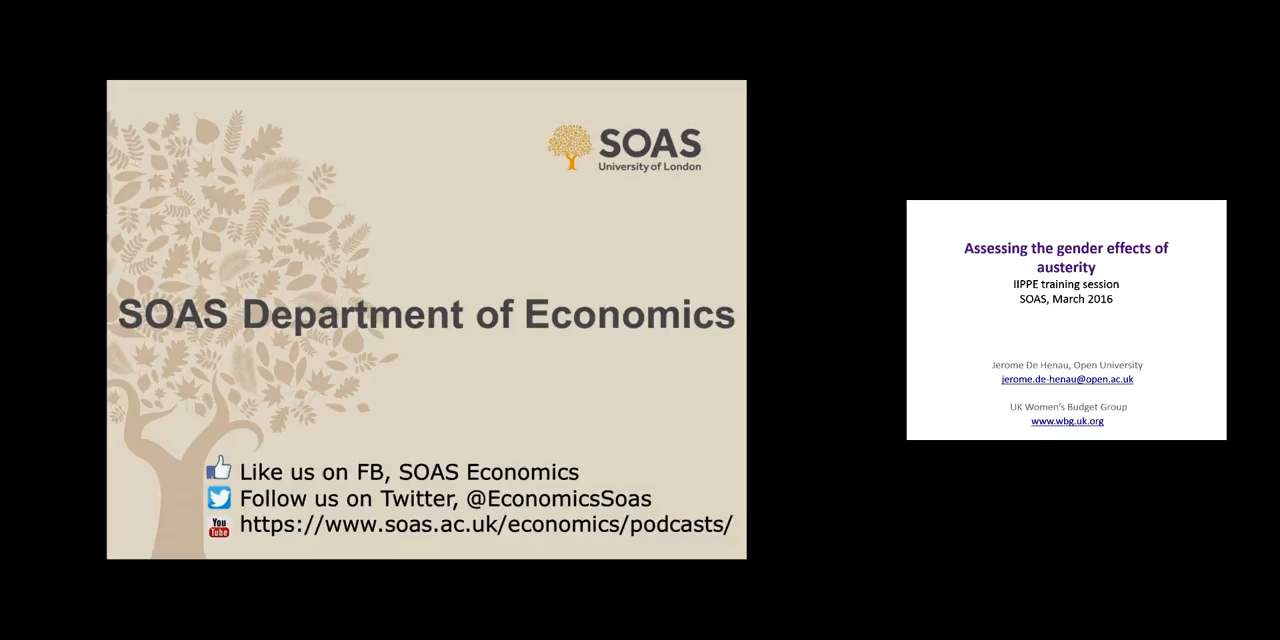 SOAS
University of London
SOAS Department of Economics
Like us on FB, SOAS Economics
Follow us on Twitter, @EconomicsSoas
You
Tube
https://www.soas.ac.uk/economics/podcasts/
Assessing the gender effects of
austerity
IIPPE training session
SOAS, March 2016
Jerome De Henau, Open University
jerome.de-henau@open.ac.uk
UK Women's Budget Group
www.wbg.uk.org